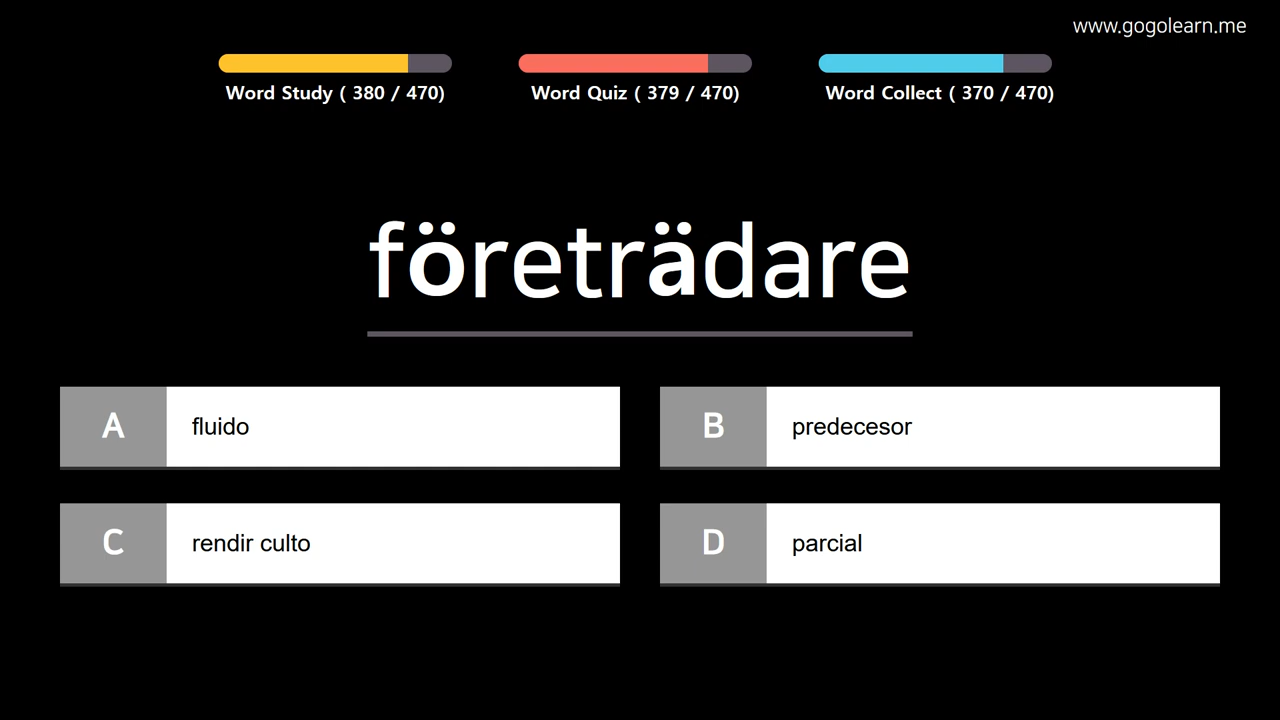 www.gogolearn.me
Word Study ( 380 / 470)
Word Quiz ( 379 / 470)
Word Collect ( 370 / 470)
företrädare
A fluido
B predecesor
C rendir culto
D parcial